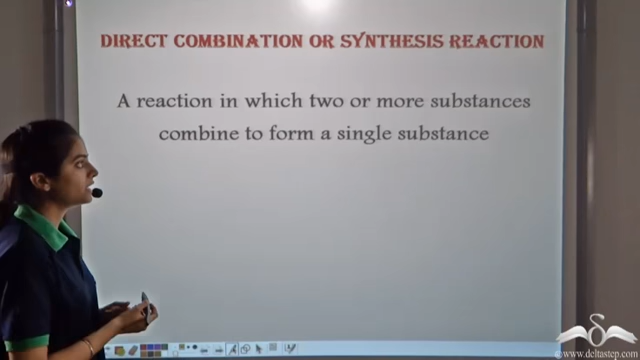 DIRECT COMBINATION OR SYNTHESIS REACTION
A reaction in which two or more substances
combine to form a single substance
© www.deltastep.com